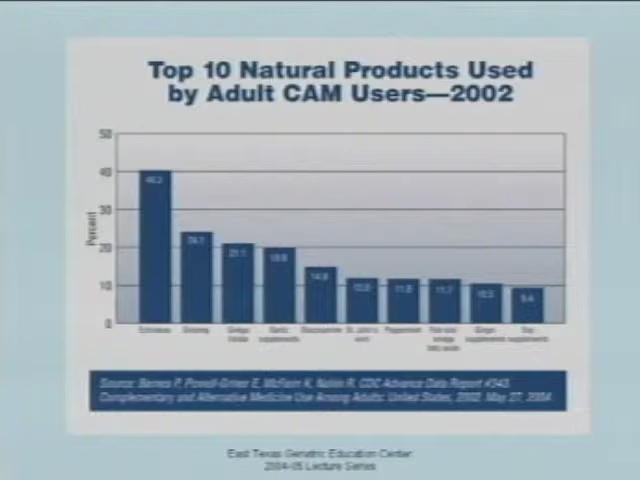 Top 10 Natural Products Used
by Adult CAM Users—2002
50
40
30
20
10
0
Percent
40.3
24.1
21.1
19.9
14.9
12.0
11.8
11.7
10.5
9.4
Echinacea
Ginseng
Ginkgo
biloba
Garlic
supplements
Glucosamine
St. John's
wort
Peppermint
Fish oils/
omega
fatty acids
Ginger
supplements
Soy
supplements
Source: Barnes P, Powell-Griner E, McFann K, Nahin R. CDC Advance Data Report #343.
Complementary and Alternative Medicine Use Among Adults: United States, 2002. May 27, 2004.
East Texas Geriatric Education Center
2004-05 Lecture Series